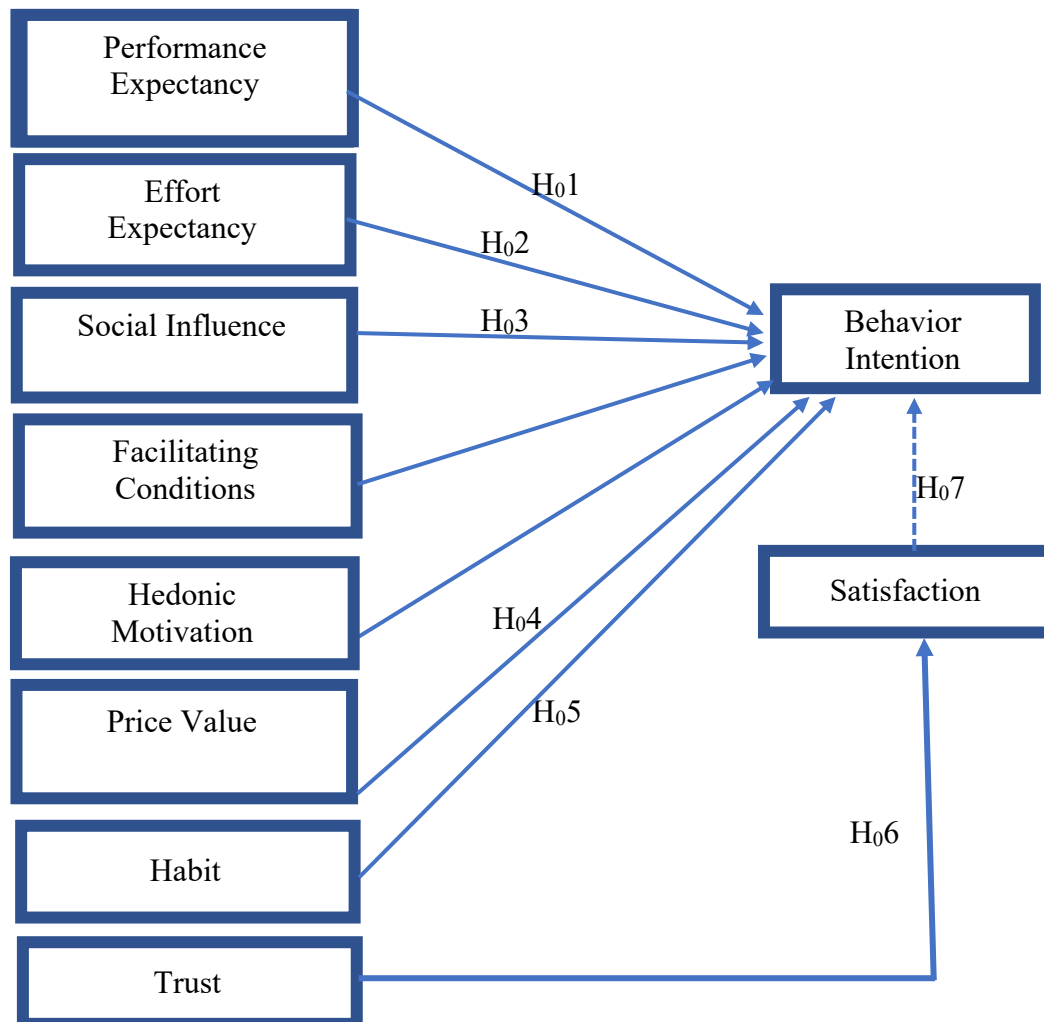 Performance
Expectancy
H₀1
Effort
Expectancy
H₀2
Social Influence
H₀3
Behavior
Intention
Facilitating
Conditions
H₀7
Hedonic
Motivation
H₀4
Satisfaction
Price Value
H₀5
Habit
H₀6
Trust